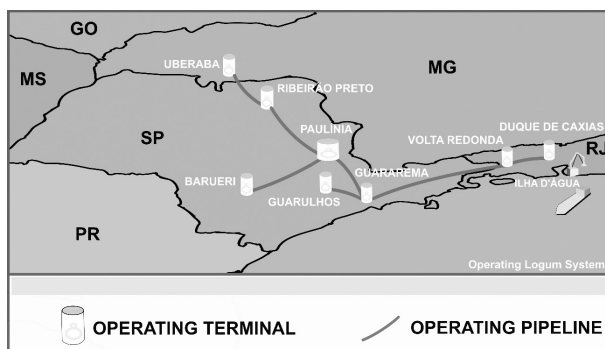 GO
UBERABA
MS
MG
RIBEIRÃO PRETO
SP
PAULÍNIA
DUQUE DE CAXIAS
VOLTA REDONDA
RJ
GUARAREMA
BARUERI
ILHA D'ÁGUA
GUARULHOS
PR
Operating Logum System
OPERATING TERMINAL
OPERATING PIPELINE